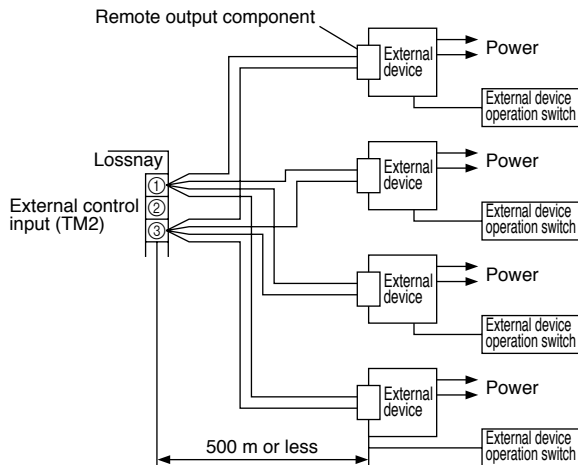 Remote output component
External
device
Power
External device
operation switch
Lossnay
External control
input (TM2)
①
②
③
External
device
Power
External device
operation switch
External
device
Power
External device
operation switch
External
device
Power
External device
operation switch
500 m or less